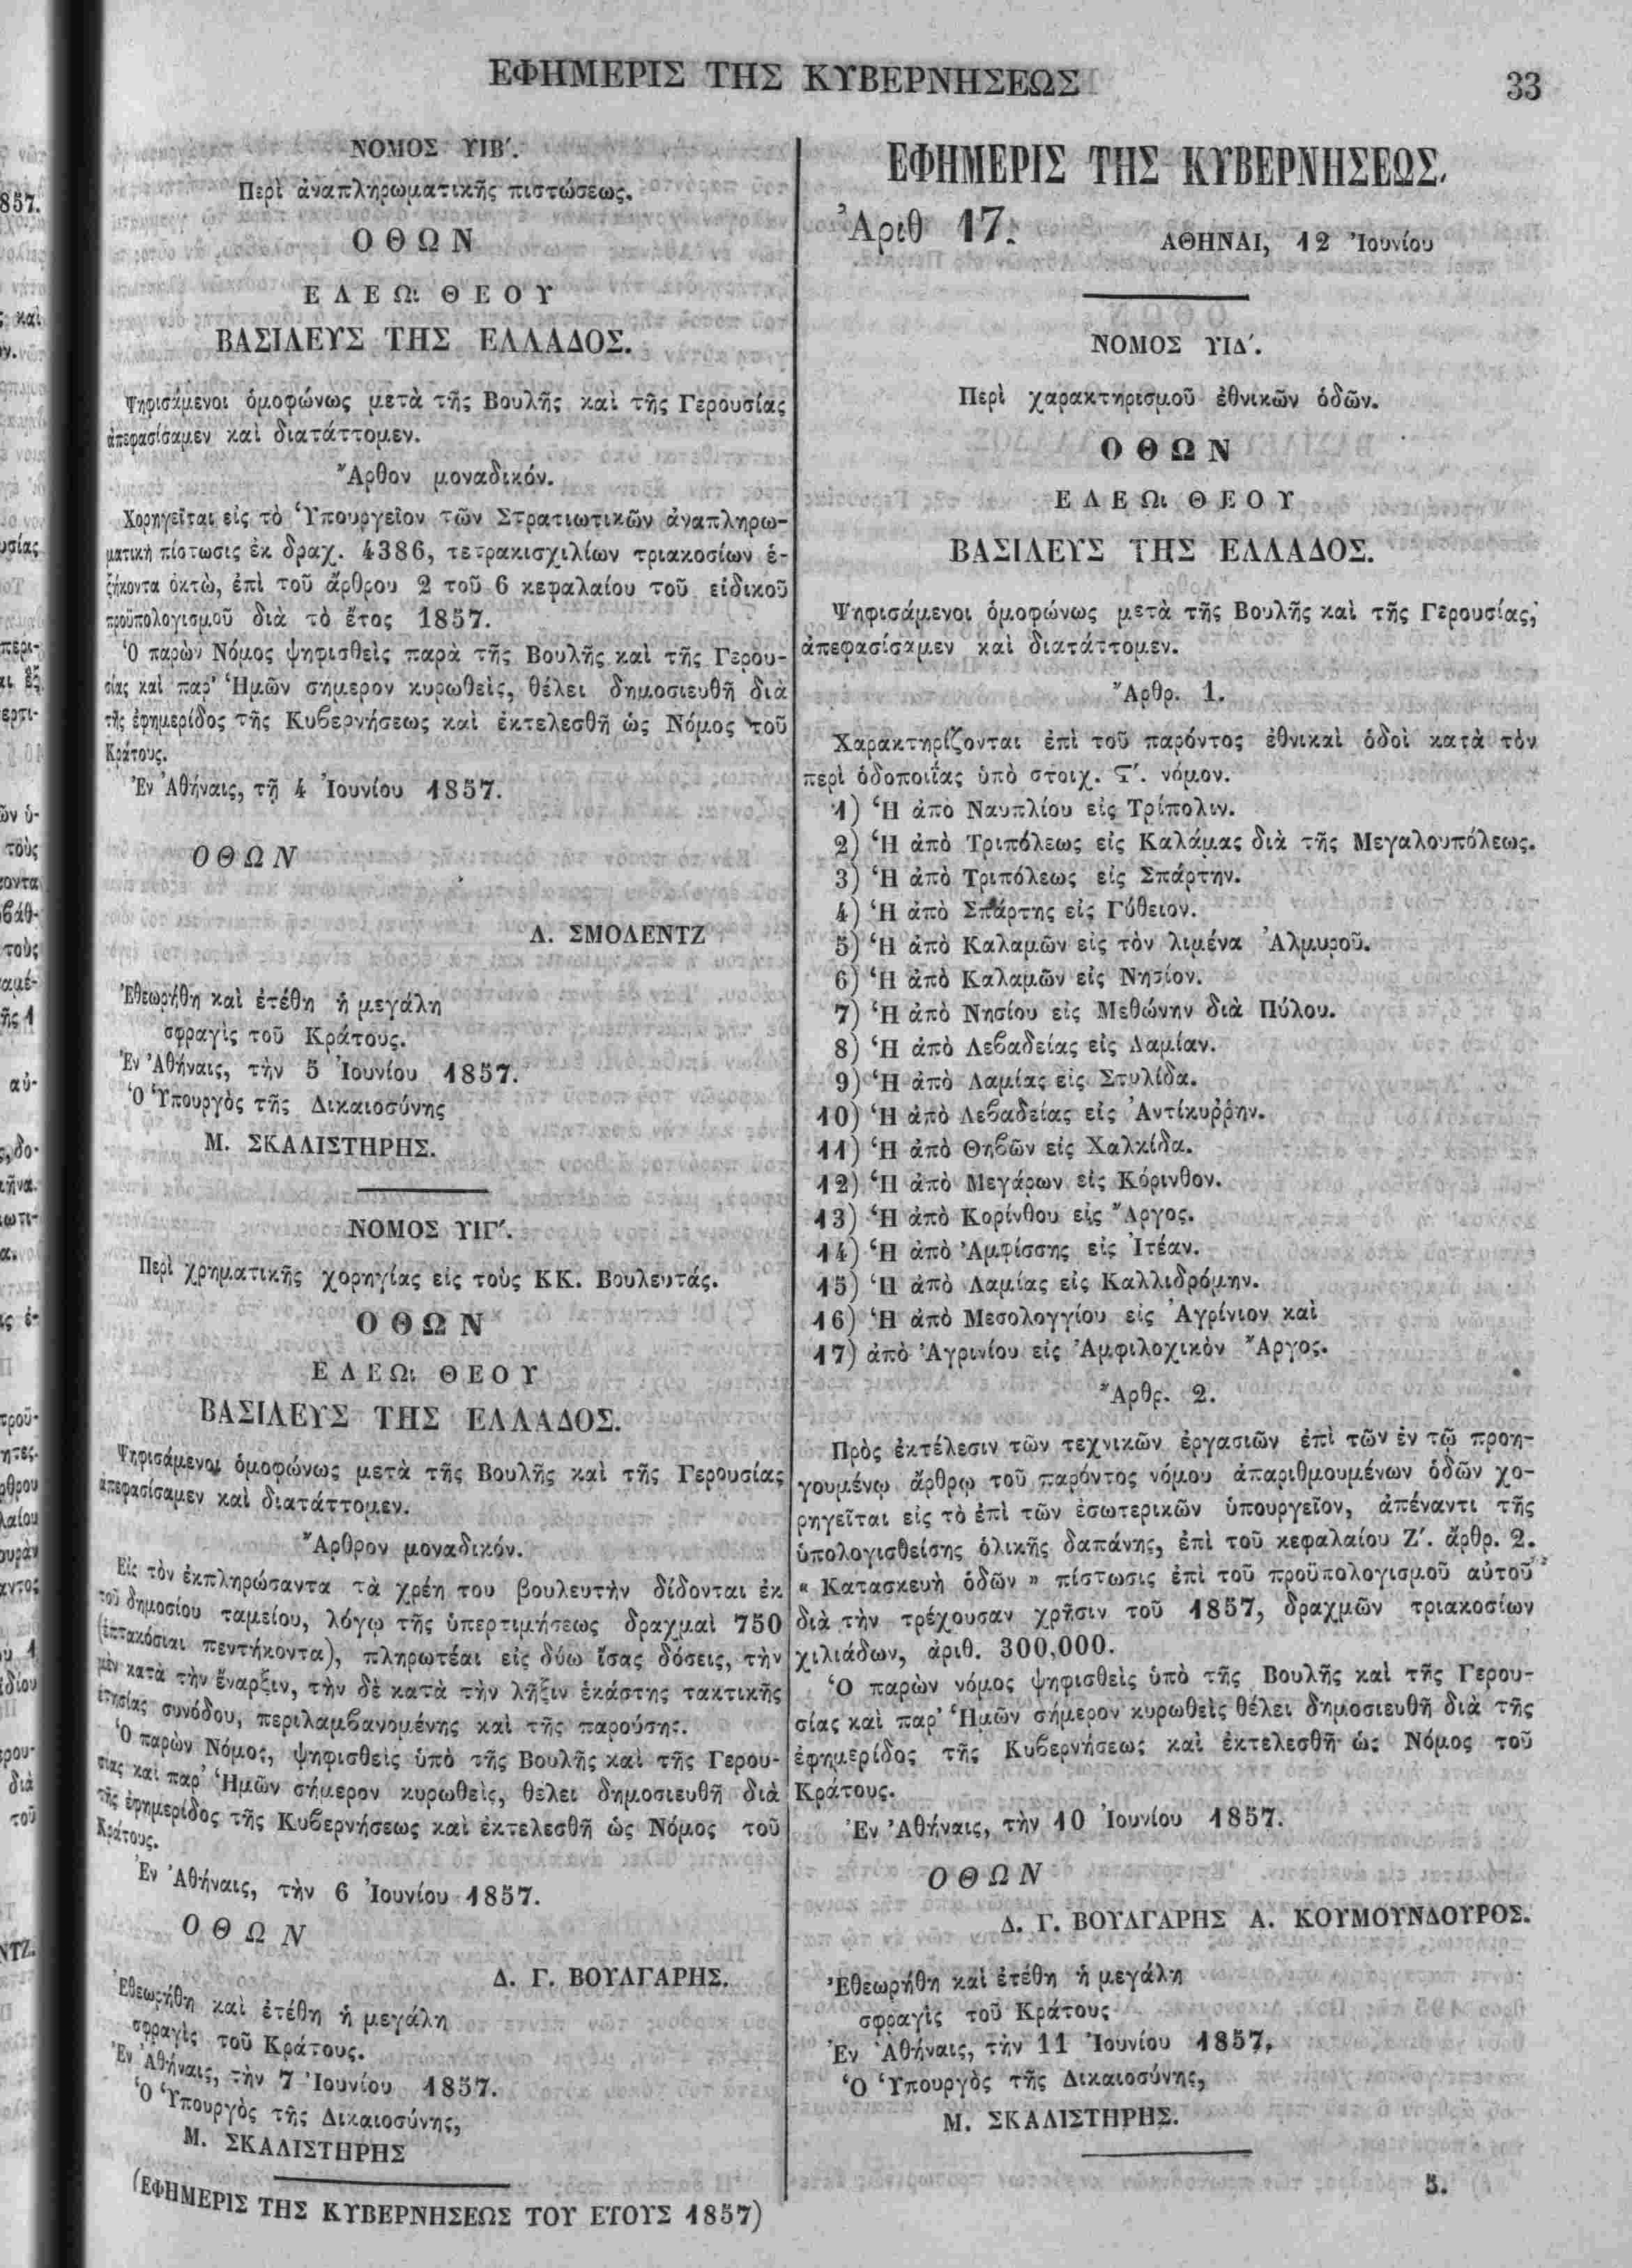 ΕΦΗΜΕΡΙΣ ΤΗΣ ΚΥΒΕΡΝΗΣΕΩΣ
33
ΝΟΜΟΣ ΥΙΒʹ.
Περὶ ἀναπληρωματικῆς πιστώσεως.
ΟΘΩΝ
ΕΛΕΩι ΘΕΟΥ
ΒΑΣΙΛΕΥΣ ΤΗΣ ΕΛΛΑΔΟΣ.
Ψηφισάμενοι ὁμοφώνως μετὰ τῆς Βουλῆς καὶ τῆς Γερουσίας
ἀπεφασίσαμεν καὶ διατάττομεν.
Ἄρθον μοναδικόν.
Χορηγεῖται εἰς τὸ Ὑπουργεῖον τῶν Στρατιωτικῶν ἀναπληρω-
ματικὴ πίστωσις ἐκ δραχ. 4386, τετρακισχιλίων τριακοσίων ἑ-
ξήκοντα ὀκτὼ, ἐπὶ τοῦ ἄρθρου 2 τοῦ 6 κεφαλαίου τοῦ εἰδικοῦ
προϋπολογισμοῦ διὰ τὸ ἔτος 1857.
Ὁ παρὼν Νόμος ψηφισθεὶς παρὰ τῆς Βουλῆς καὶ τῆς Γερου-
σίας καὶ παρ' Ἡμῶν σήμερον κυρωθεὶς, θέλει δημοσιευθῆ διὰ
τῆς ἐφημερίδος τῆς Κυβερνήσεως καὶ ἐκτελεσθῆ ὡς Νόμος τοῦ
Κράτους.
Ἐν Ἀθήναις, τῇ 4 Ἰουνίου 1857.
ΟΘΩΝ
Λ. ΣΜΟΛΕΝΤΖ
Ἐθεωρήθη καὶ ἐτέθη ἡ μεγάλη
σφραγὶς τοῦ Κράτους.
Ἐν Ἀθήναις, τὴν 5 Ἰουνίου 1857.
Ὁ Ὑπουργὸς τῆς Δικαιοσύνης
Μ. ΣΚΑΛΙΣΤΗΡΗΣ.
ΝΟΜΟΣ ΥΙΓʹ.
Περὶ χρηματικῆς χορηγίας εἰς τοὺς ΚΚ. Βουλευτάς.
ΟΘΩΝ
ΕΛΕΩι ΘΕΟΥ
ΒΑΣΙΛΕΥΣ ΤΗΣ ΕΛΛΑΔΟΣ.
Ψηφισάμενοι ὁμοφώνως μετὰ τῆς Βουλῆς καὶ τῆς Γερουσίας
ἀπεφασίσαμεν καὶ διατάττομεν.
Ἄρθρον μοναδικόν.
Εἰς τὸν ἐκπληρώσαντα τὰ χρέη του βουλευτὴν δίδονται ἐκ
τοῦ δημοσίου ταμείου, λόγῳ τῆς ὑπερτιμήσεως δραχμαὶ 750
(ἑπτακόσιαι πεντήκοντα), πληρωτέαι εἰς δύω ἴσας δόσεις, τὴν
μὲν κατὰ τὴν ἔναρξιν, τὴν δὲ κατὰ τὴν λῆξιν ἑκάστης τακτικῆς
ἐτησίας συνόδου, περιλαμβανομένης καὶ τῆς παρούσης.
Ὁ παρὼν Νόμος, ψηφισθεὶς ὑπὸ τῆς Βουλῆς καὶ τῆς Γερου-
σίας καὶ παρ' Ἡμῶν σήμερον κυρωθεὶς, θέλει δημοσιευθῆ διὰ
τῆς ἐφημερίδος τῆς Κυβερνήσεως καὶ ἐκτελεσθῆ ὡς Νόμος τοῦ
Κράτους.
Ἐν Ἀθήναις, τὴν 6 Ἰουνίου 1857.
ΟΘΩΝ
Δ. Γ. ΒΟΥΛΓΑΡΗΣ.
Ἐθεωρήθη καὶ ἐτέθη ἡ μεγάλη
σφραγὶς τοῦ Κράτους.
Ἐν Ἀθήναις, τὴν 7 Ἰουνίου 1857.
Ὁ Ὑπουργὸς τῆς Δικαιοσύνης,
Μ. ΣΚΑΛΙΣΤΗΡΗΣ
(ΕΦΗΜΕΡΙΣ ΤΗΣ ΚΥΒΕΡΝΗΣΕΩΣ ΤΟΥ ΕΤΟΥΣ 1857)
ΕΦΗΜΕΡΙΣ ΤΗΣ ΚΥΒΕΡΝΗΣΕΩΣ.
Ἀριθ 17.
ΑΘΗΝΑΙ, 12 Ἰουνίου
ΝΟΜΟΣ ΥΙΔʹ.
Περὶ χαρακτηρισμοῦ ἐθνικῶν ὁδῶν.
ΟΘΩΝ
ΕΛΕΩι ΘΕΟΥ
ΒΑΣΙΛΕΥΣ ΤΗΣ ΕΛΛΑΔΟΣ.
Ψηφισάμενοι ὁμοφώνως μετὰ τῆς Βουλῆς καὶ τῆς Γερουσίας,
ἀπεφασίσαμεν καὶ διατάττομεν.
Ἄρθρ. 1.
Χαρακτηρίζονται ἐπὶ τοῦ παρόντος ἐθνικαὶ ὁδοὶ κατὰ τὸν
περὶ ὁδοποιΐας ὑπὸ στοιχ. Ϛʹ. νόμον.
1) Ἡ ἀπὸ Ναυπλίου εἰς Τρίπολιν.
2) Ἡ ἀπὸ Τριπόλεως εἰς Καλάμας διὰ τῆς Μεγαλουπόλεως.
3) Ἡ ἀπὸ Τριπόλεως εἰς Σπάρτην.
4) Ἡ ἀπὸ Σπάρτης εἰς Γύθειον.
5) Ἡ ἀπὸ Καλαμῶν εἰς τὸν λιμένα Ἁλμυροῦ.
6) Ἡ ἀπὸ Καλαμῶν εἰς Νησίον.
7) Ἡ ἀπὸ Νησίου εἰς Μεθώνην διὰ Πύλου.
8) Ἡ ἀπὸ Λεβαδείας εἰς Λαμίαν.
9) Ἡ ἀπὸ Λαμίας εἰς Στυλίδα.
10) Ἡ ἀπὸ Λεβαδείας εἰς Ἀντίκυῤῥην.
11) Ἡ ἀπὸ Θηβῶν εἰς Χαλκίδα.
12) Ἡ ἀπὸ Μεγάρων εἰς Κόρινθον.
13) Ἡ ἀπὸ Κορίνθου εἰς Ἄργος.
14) Ἡ ἀπὸ Ἀμφίσσης εἰς Ἰτέαν.
15) Ἡ ἀπὸ Λαμίας εἰς Καλλιδρόμην.
16) Ἡ ἀπὸ Μεσολογγίου εἰς Ἀγρίνιον καὶ
17) ἀπὸ Ἀγρινίου εἰς Ἀμφιλοχικὸν Ἄργος.
Ἄρθρ. 2.
Πρὸς ἐκτέλεσιν τῶν τεχνικῶν ἐργασιῶν ἐπὶ τῶν ἐν τῷ προη-
γουμένῳ ἄρθρῳ τοῦ παρόντος νόμου ἀπαριθμουμένων ὁδῶν χο-
ρηγεῖται εἰς τὸ ἐπὶ τῶν ἐσωτερικῶν ὑπουργεῖον, ἀπέναντι τῆς
ὑπολογισθείσης ὁλικῆς δαπάνης, ἐπὶ τοῦ κεφαλαίου Ζʹ. ἄρθρ. 2.
« Κατασκευὴ ὁδῶν » πίστωσις ἐπὶ τοῦ προϋπολογισμοῦ αὐτοῦ
διὰ τὴν τρέχουσαν χρῆσιν τοῦ 1857, δραχμῶν τριακοσίων
χιλιάδων, ἀριθ. 300,000.
Ὁ παρὼν νόμος ψηφισθεὶς ὑπὸ τῆς Βουλῆς καὶ τῆς Γερου-
σίας καὶ παρ' Ἡμῶν σήμερον κυρωθεὶς θέλει δημοσιευθῆ διὰ τῆς
ἐφημερίδος τῆς Κυβερνήσεως καὶ ἐκτελεσθῆ ὡς Νόμος τοῦ
Κράτους.
Ἐν Ἀθήναις, τὴν 10 Ἰουνίου 1857.
ΟΘΩΝ
Δ. Γ. ΒΟΥΛΓΑΡΗΣ Α. ΚΟΥΜΟΥΝΔΟΥΡΟΣ.
Ἐθεωρήθη καὶ ἐτέθη ἡ μεγάλη
σφραγὶς τοῦ Κράτους
Ἐν Ἀθήναις, τὴν 11 Ἰουνίου 1857,
Ὁ Ὑπουργὸς τῆς Δικαιοσύνης,
Μ. ΣΚΑΛΙΣΤΗΡΗΣ.
5.